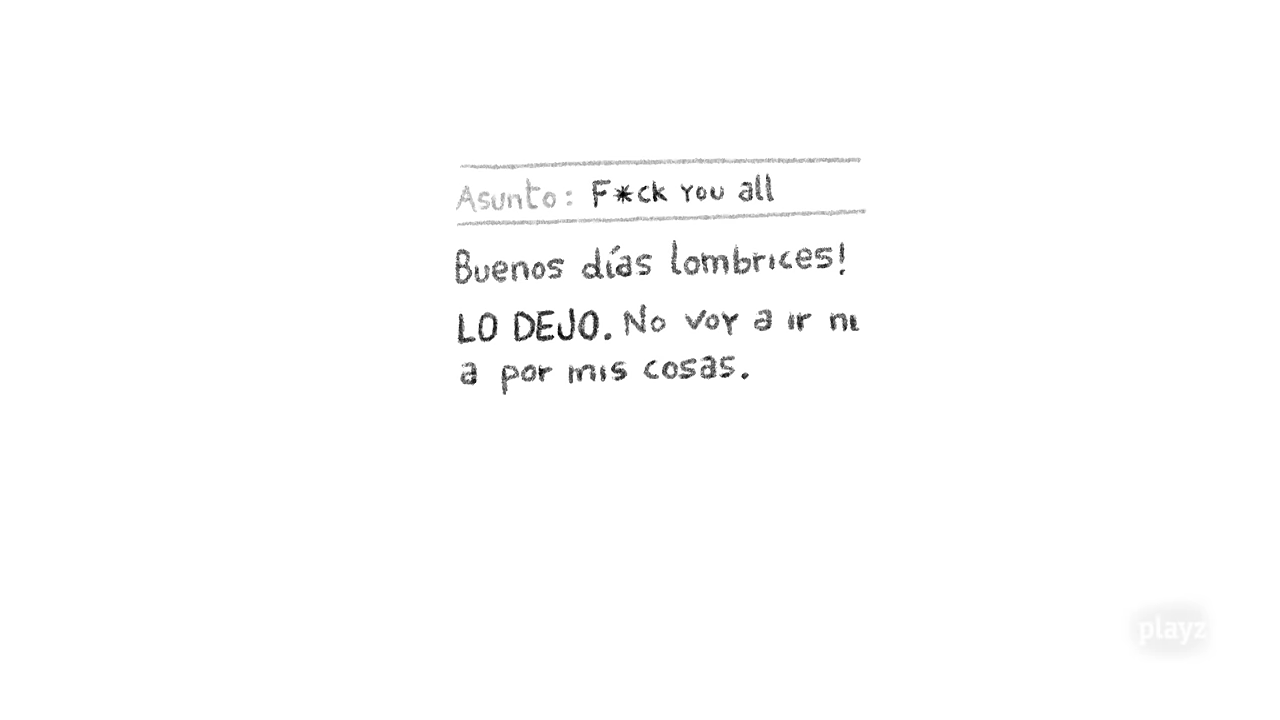 Asunto: F*ck you all
Buenos días lombrices!
LO DEJO. No voy a ir ni
a por mis cosas.
playz